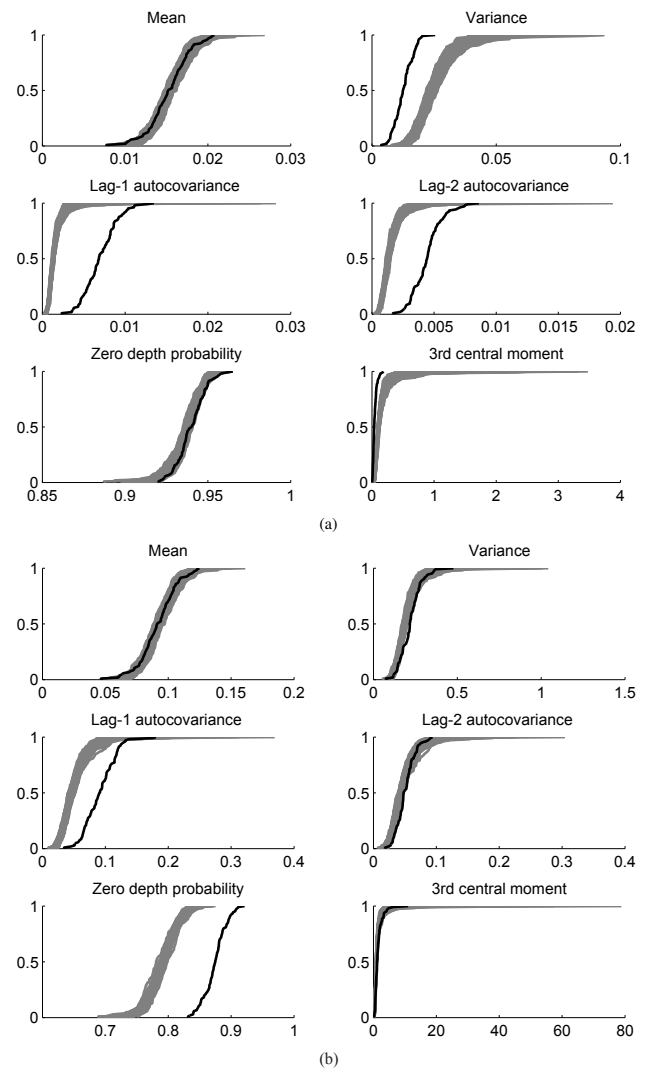 Mean Variance
1 1
0.5 0.5
0 0
0 0.01 0.02 0.03 0 0.05 0.1
Lag-1 autocovariance Lag-2 autocovariance
1 1
0.5 0.5
0 0
0 0.01 0.02 0.03 0 0.005 0.01 0.015 0.02
Zero depth probability 3rd central moment
1 1
0.5 0.5
0 0
0.85 0.9 0.95 1 0 1 2 3 4
(a)
Mean Variance
1 1
0.5 0.5
0 0
0 0.05 0.1 0.15 0.2 0 0.5 1 1.5
Lag-1 autocovariance Lag-2 autocovariance
1 1
0.5 0.5
0 0
0 0.1 0.2 0.3 0.4 0 0.1 0.2 0.3 0.4
Zero depth probability 3rd central moment
1 1
0.5 0.5
0 0
0.7 0.8 0.9 1 0 20 40 60 80
(b)